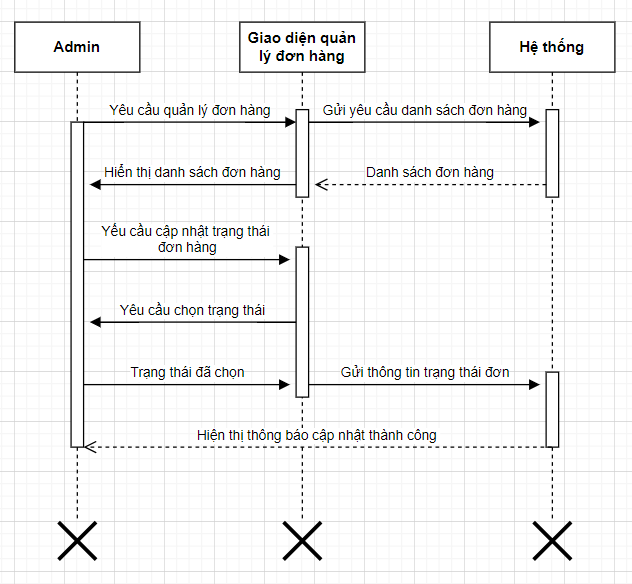 Admin
Giao diện quản
lý đơn hàng
Hệ thống
Yêu cầu quản lý đơn hàng
Gửi yêu cầu danh sách đơn hàng
Hiển thị danh sách đơn hàng
Danh sách đơn hàng
Yếu cầu cập nhật trạng thái
đơn hàng
Yêu cầu chọn trạng thái
Trạng thái đã chọn
Gửi thông tin trạng thái đơn
Hiện thị thông báo cập nhật thành công